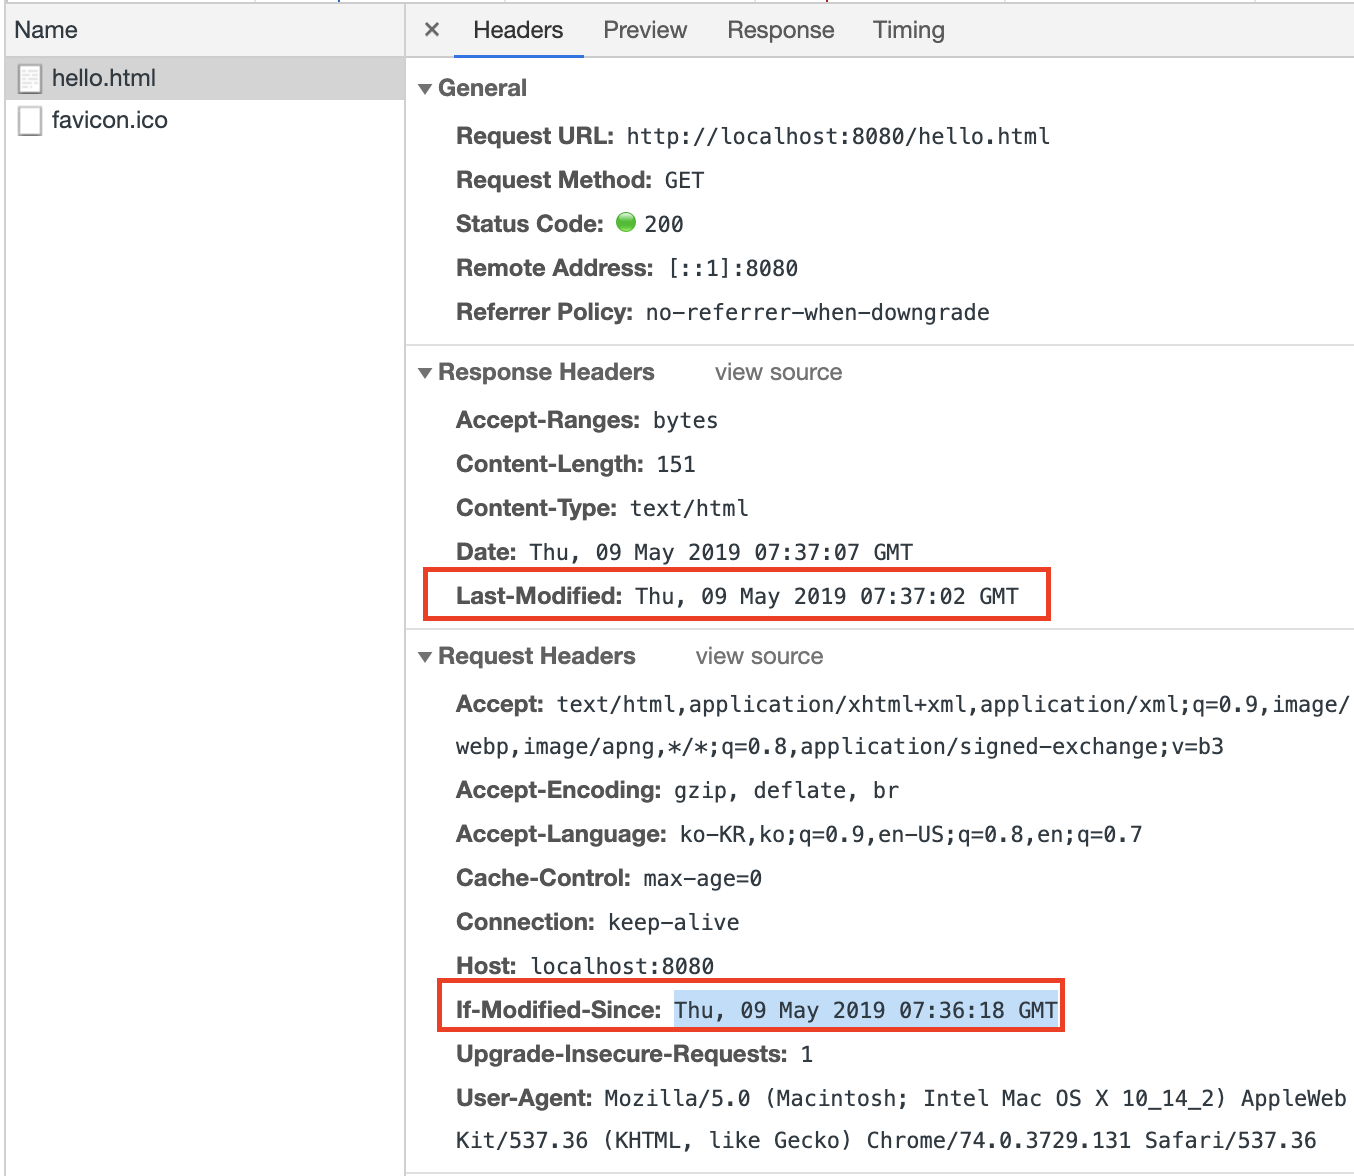 Name
hello.html
favicon.ico
× Headers Preview Response Timing
▼ General
Request URL: http://localhost:8080/hello.html
Request Method: GET
Status Code: 200
Remote Address: [::1]:8080
Referrer Policy: no-referrer-when-downgrade
▼ Response Headers view source
Accept-Ranges: bytes
Content-Length: 151
Content-Type: text/html
Date: Thu, 09 May 2019 07:37:07 GMT
Last-Modified: Thu, 09 May 2019 07:37:02 GMT
▼ Request Headers view source
Accept: text/html,application/xhtml+xml,application/xml;q=0.9,image/
webp,image/apng,*/*;q=0.8,application/signed-exchange;v=b3
Accept-Encoding: gzip, deflate, br
Accept-Language: ko-KR,ko;q=0.9,en-US;q=0.8,en;q=0.7
Cache-Control: max-age=0
Connection: keep-alive
Host: localhost:8080
If-Modified-Since: Thu, 09 May 2019 07:36:18 GMT
Upgrade-Insecure-Requests: 1
User-Agent: Mozilla/5.0 (Macintosh; Intel Mac OS X 10_14_2) AppleWeb
Kit/537.36 (KHTML, like Gecko) Chrome/74.0.3729.131 Safari/537.36